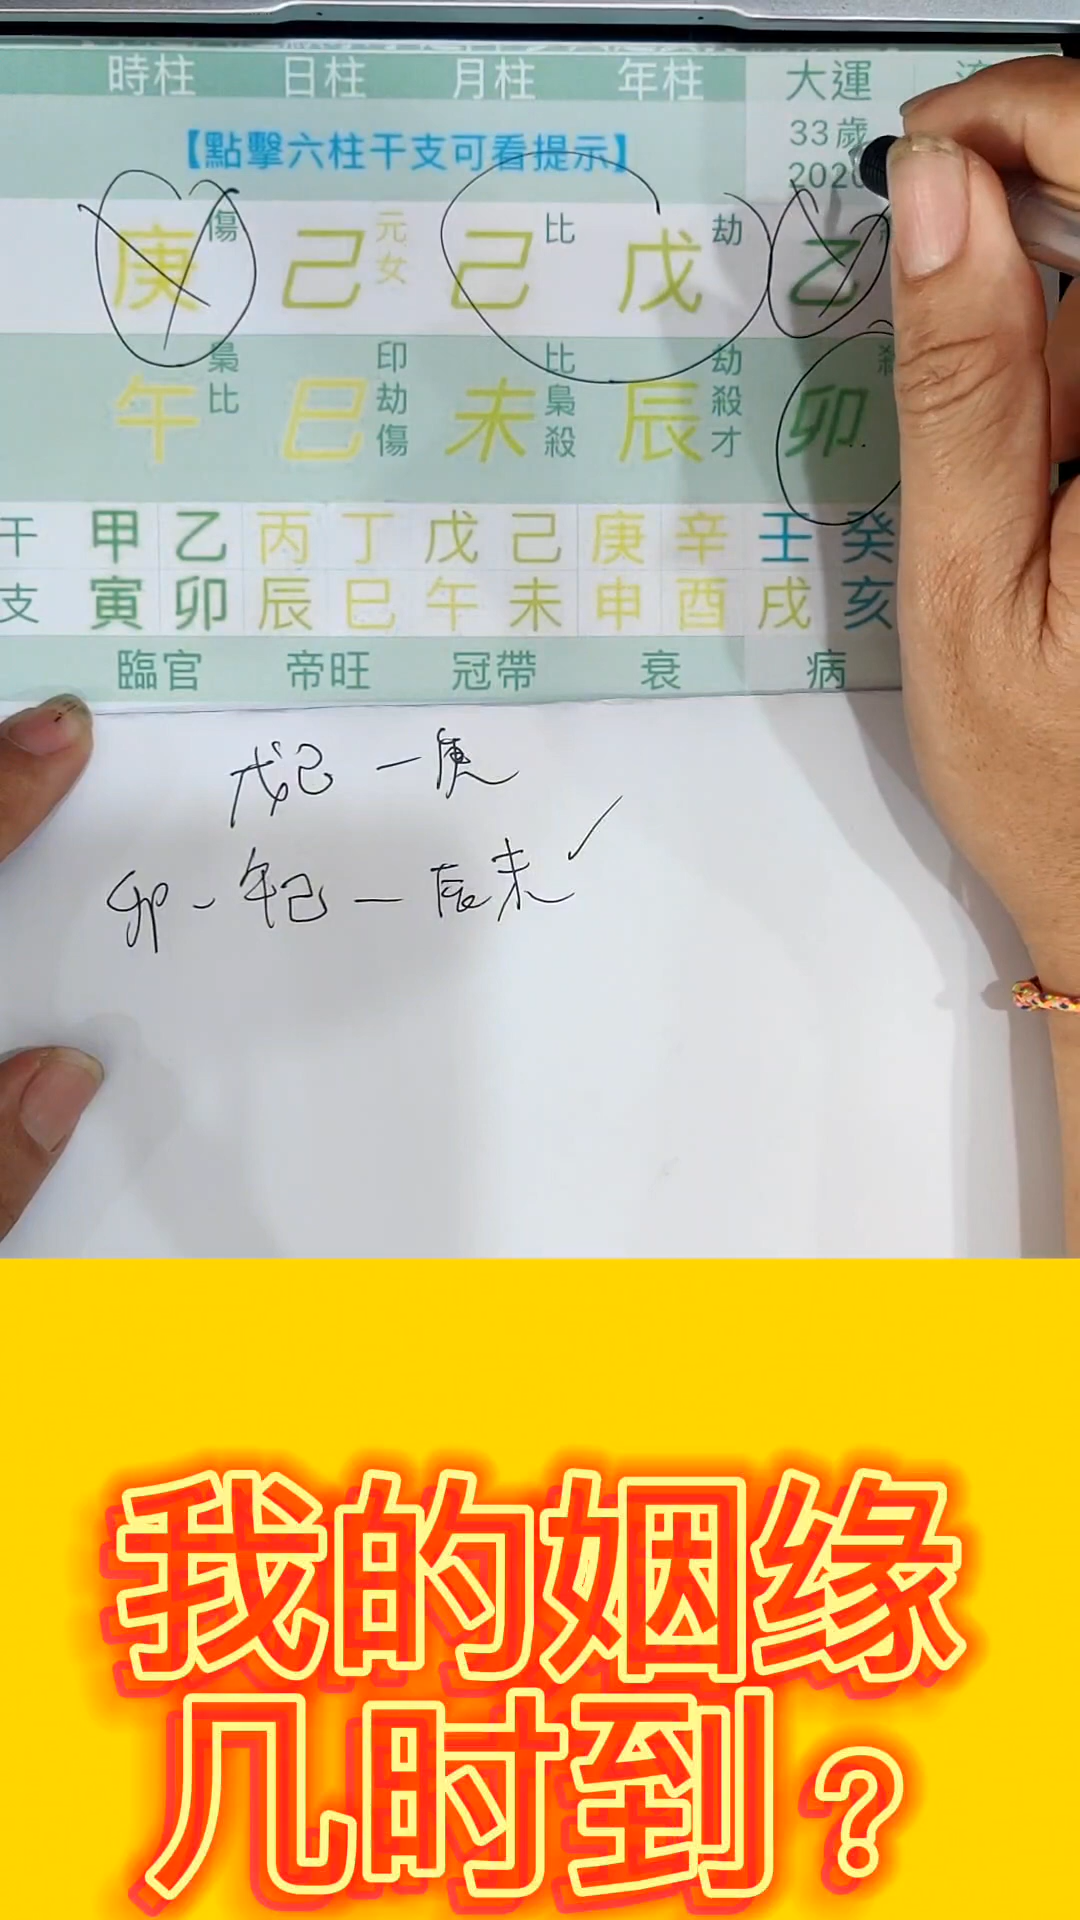 時柱 日柱 月柱 年柱 大運
【點擊六柱干支可看提示】
33歲
202
庚 傷 己 元女 己 比 戊 劫 乙
午 梟比 巳 印劫傷 未 比梟殺 辰 劫殺才 卯 殺
干 甲 乙 丙 丁 戊 己 庚 辛 壬 癸
支 寅 卯 辰 巳 午 未 申 酉 戌 亥
臨官 帝旺 冠帶 衰 病
戊己 — 庚
卯 - 午巳 — 辰未 ✓
我的姻缘
几时到?